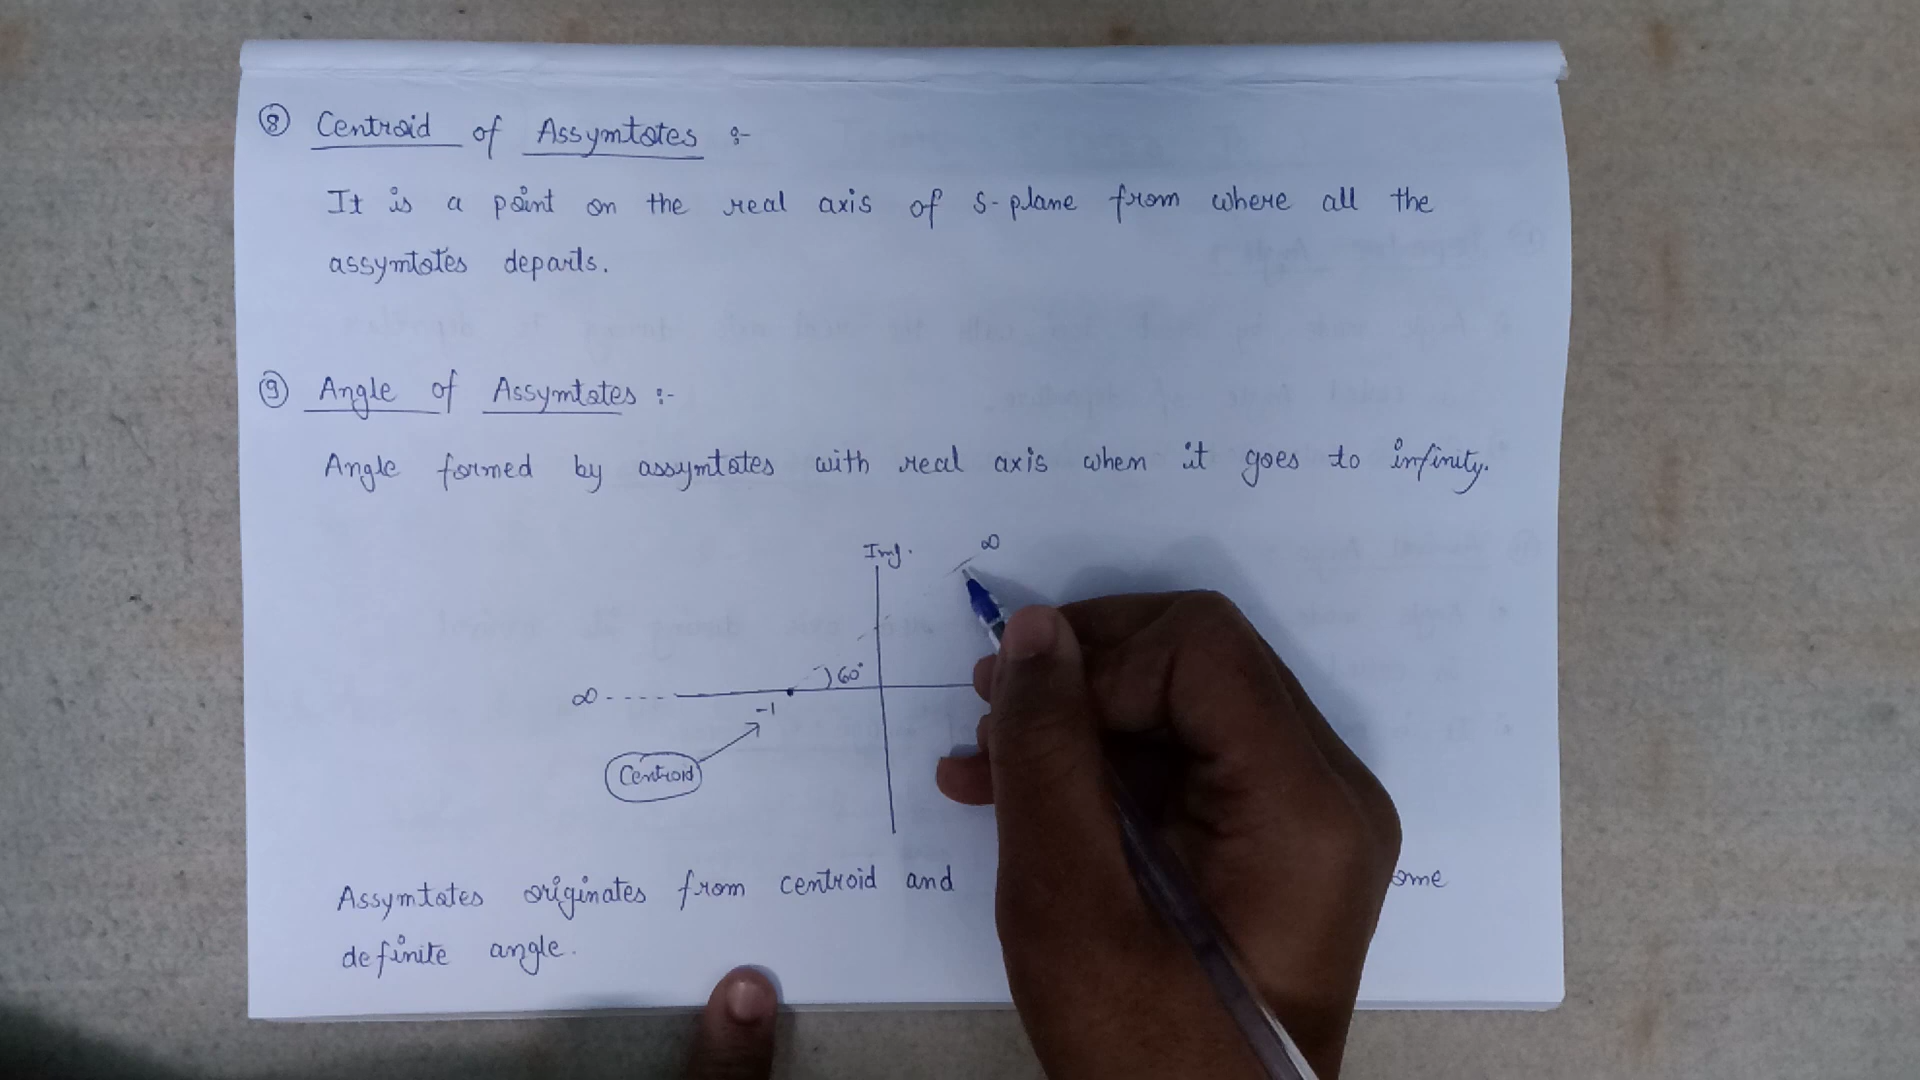 ⑧ Centroid of Assymtotes :-
It is a point on the real axis of S-plane from where all the
assymtotes departs.
⑨ Angle of Assymtotes :-
Angle formed by assymtotes with real axis when it goes to infinity.
Img. ∞
60°
∞
-1
Centroid
Assymtotes originates from centroid and
definite angle.